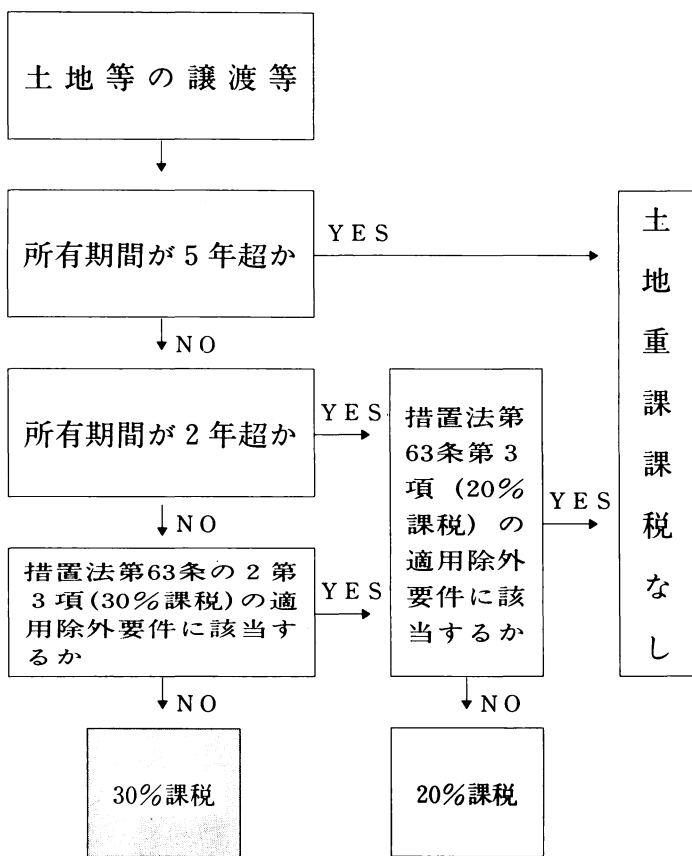 土地等の譲渡等
所有期間が5年超か
YES
NO
所有期間が2年超か
YES
NO
措置法第63条の2第
3項(30%課税)の適
用除外要件に該当す
るか
YES
NO
30%課税
措置法第
63条第3
項(20%
課税)の
適用除外
要件に該
当するか
YES
NO
20%課税
土地重課課税なし